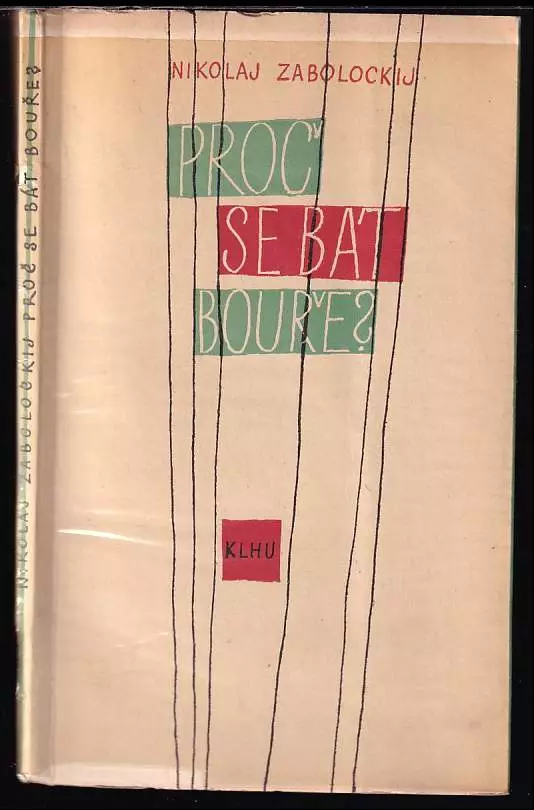 NIKOLAJ ZABOLOCKIJ
PROČ
SE BÁT
BOUŘE?
KLHU
NIKOLAJ ZABOLOCKIJ PROČ SE BÁT BOUŘE?